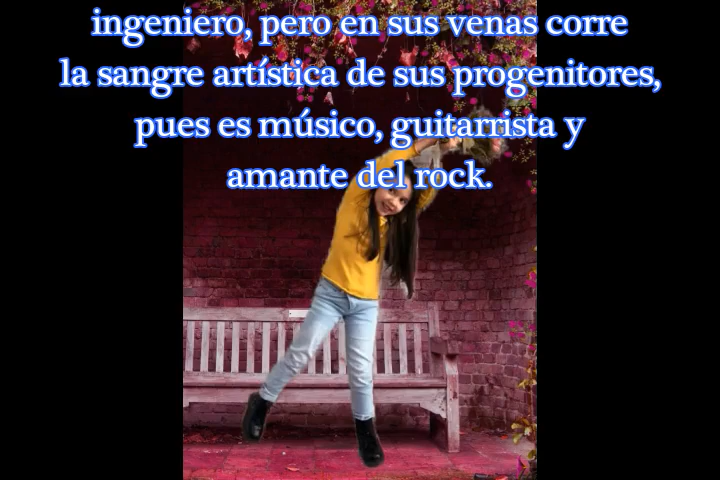 ingeniero, pero en sus venas corre
la sangre artística de sus progenitores,
pues es músico, guitarrista y
amante del rock.